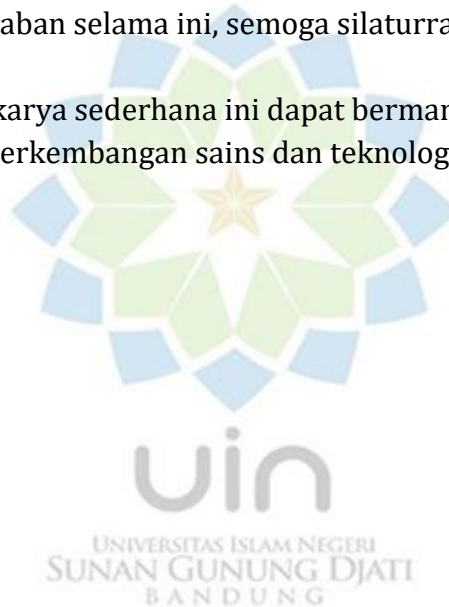 aban selama ini, semoga silaturra
karya sederhana ini dapat berman
erkembangan sains dan teknolog
uin
UNIVERSITAS ISLAM NEGERI
SUNAN GUNUNG DJATI
BANDUNG